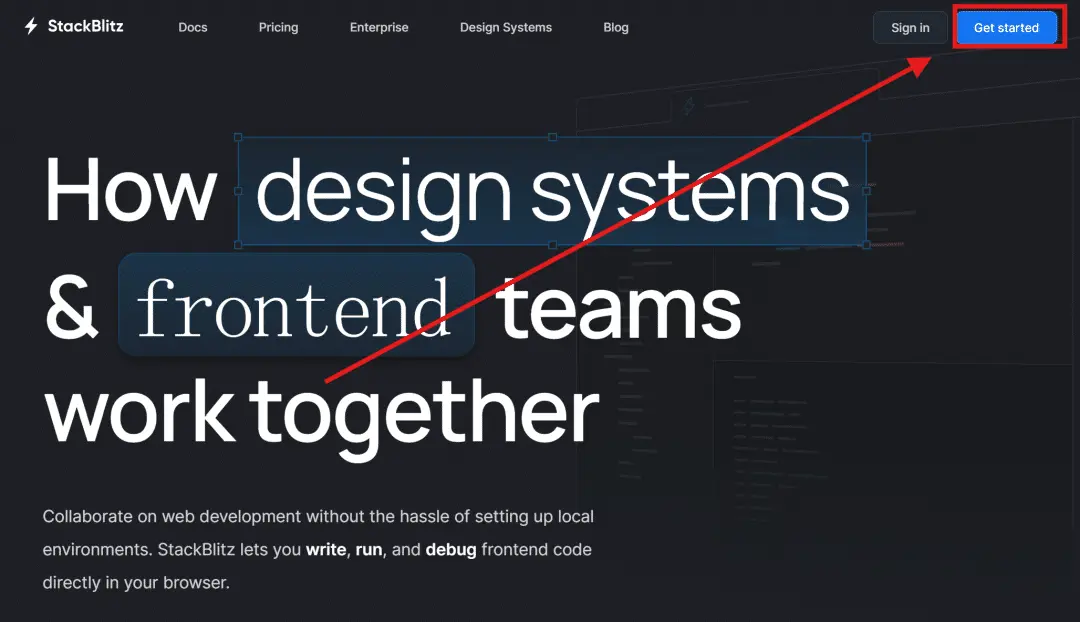 StackBlitz Docs Pricing Enterprise Design Systems Blog Sign in Get started
How design systems
& frontend teams
work together
Collaborate on web development without the hassle of setting up local
environments. StackBlitz lets you write, run, and debug frontend code
directly in your browser.